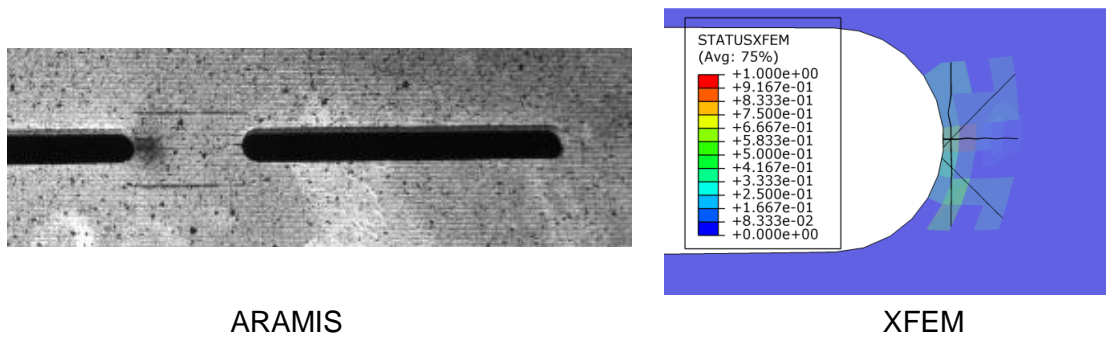 STATUSXFEM
(Avg: 75%)
+1.000e+00
+9.167e-01
+8.333e-01
+7.500e-01
+6.667e-01
+5.833e-01
+5.000e-01
+4.167e-01
+3.333e-01
+2.500e-01
+1.667e-01
+8.333e-02
+0.000e+00
ARAMIS
XFEM